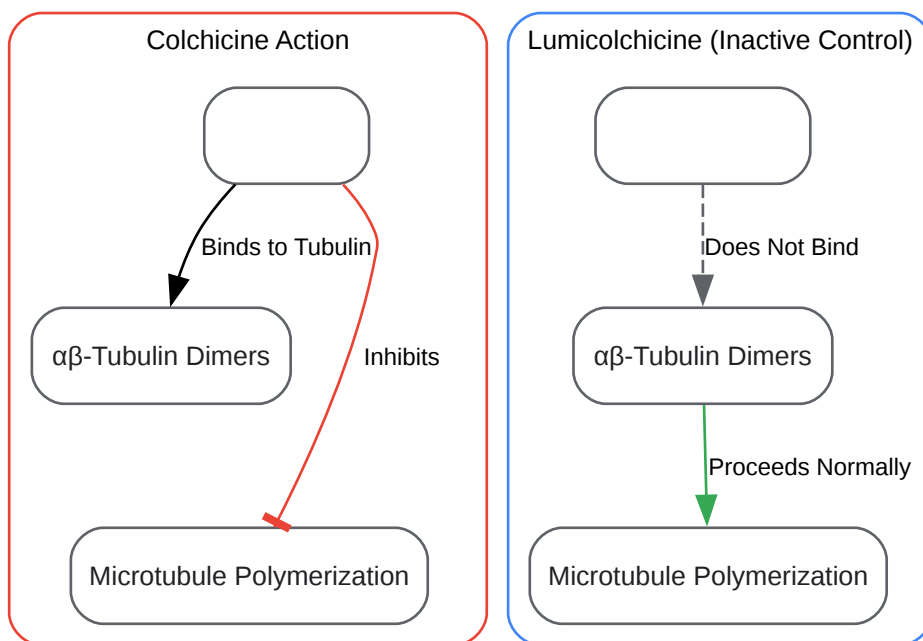 Colchicine Action
Binds to Tubulin
αβ-Tubulin Dimers
Inhibits
Microtubule Polymerization
Lumicolchicine (Inactive Control)
Does Not Bind
αβ-Tubulin Dimers
Proceeds Normally
Microtubule Polymerization